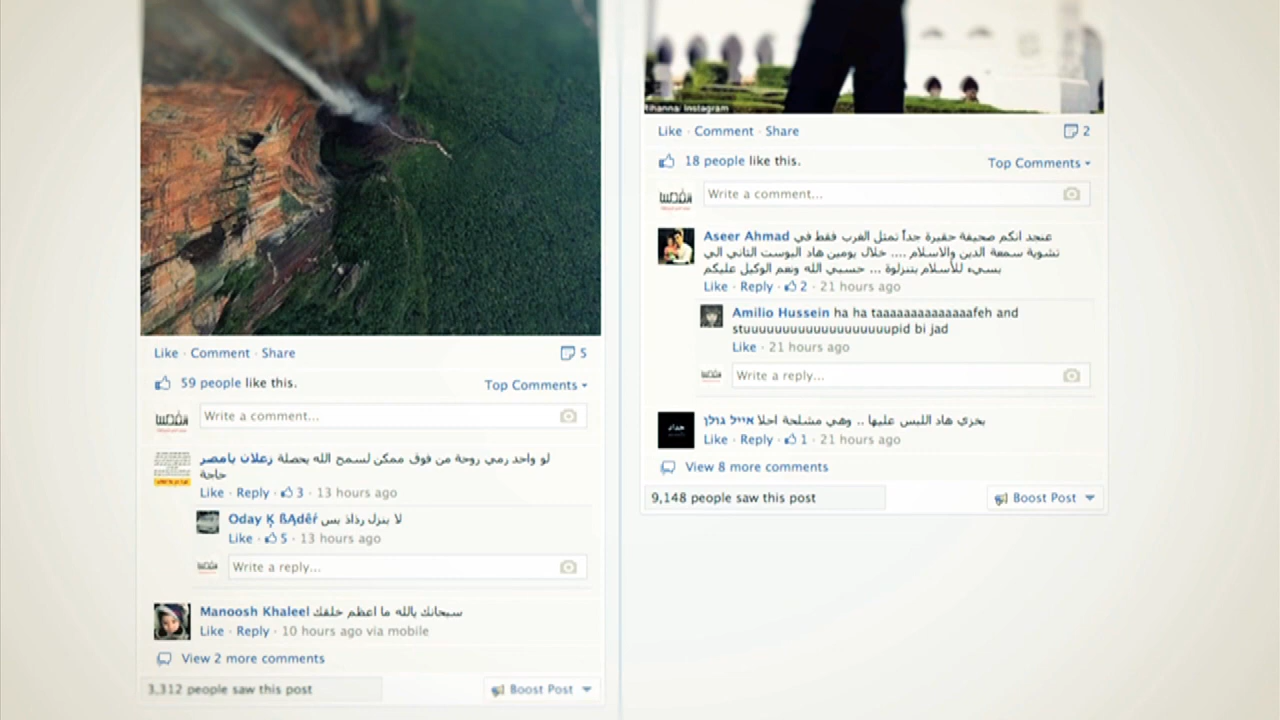 Like · Comment · Share
5
59 people like this.
Top Comments
Write a comment...
زعلان بامصر لو واحد رمي روحة من فوق ممكن لسمح الله يحصلة
حاجة
Like · Reply · 3 · 13 hours ago
Oday Ķ ßĄdêŕ لا ينزل رذاذ بس
Like · 5 · 13 hours ago
Write a reply...
Manoosh Khaleel سبحانك يالله ما اعظم خلقك
Like · Reply · 10 hours ago via mobile
View 2 more comments
3,312 people saw this post
Boost Post
Rihanna/ Instagram
Like · Comment · Share
2
18 people like this.
Top Comments
Write a comment...
Aseer Ahmad عنجد انكم صحيفة حقيرة جداً تمثل الغرب فقط في
تشوية سمعة الدين والاسلام .... خلال يومين هاد البوست الثاني الي
بسيء للأسلام بتنزلوة ... حسبي الله ونعم الوكيل عليكم
Like · Reply · 2 · 21 hours ago
Amilio Hussein ha ha taaaaaaaaaaaaaafeh and
stuuuuuuuuuuuuuuuuuuupid bi jad
Like · 21 hours ago
Write a reply...
אייל גולן يخزي هاد اللبس عليها .. وهي مشلحة احلا
Like · Reply · 1 · 21 hours ago
View 8 more comments
9,148 people saw this post
Boost Post